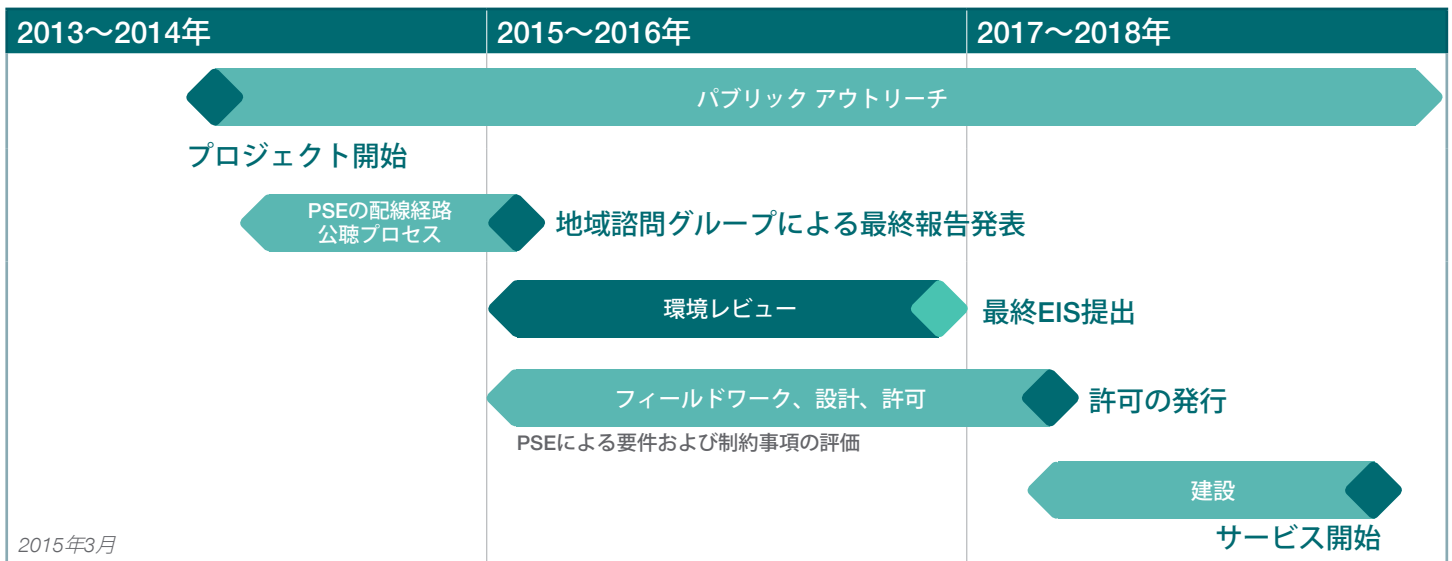 2013～2014年
2015～2016年
2017～2018年
パブリック アウトリーチ
プロジェクト開始
PSEの配線経路
公聴プロセス
地域諮問グループによる最終報告発表
環境レビュー
最終EIS提出
フィールドワーク、設計、許可
許可の発行
PSEによる要件および制約事項の評価
建設
サービス開始
2015年3月